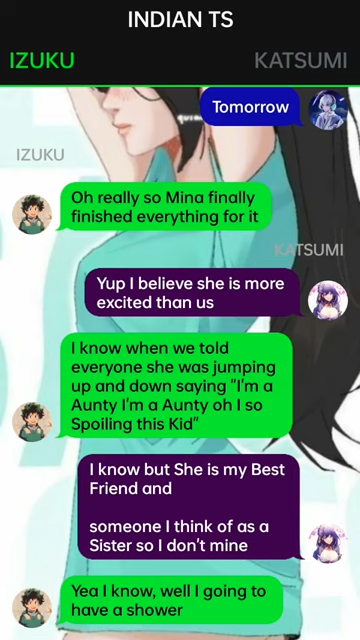 INDIAN TS
IZUKU
KATSUMI
Tomorrow
IZUKU
Oh really so Mina finally
finished everything for it
KATSUMI
Yup I believe she is more
excited than us
I know when we told
everyone she was jumping
up and down saying "I'm a
Aunty I'm a Aunty oh I so
Spoiling this Kid"
I know but She is my Best
Friend and
someone I think of as a
Sister so I don't mine
Yea I know, well I going to
have a shower